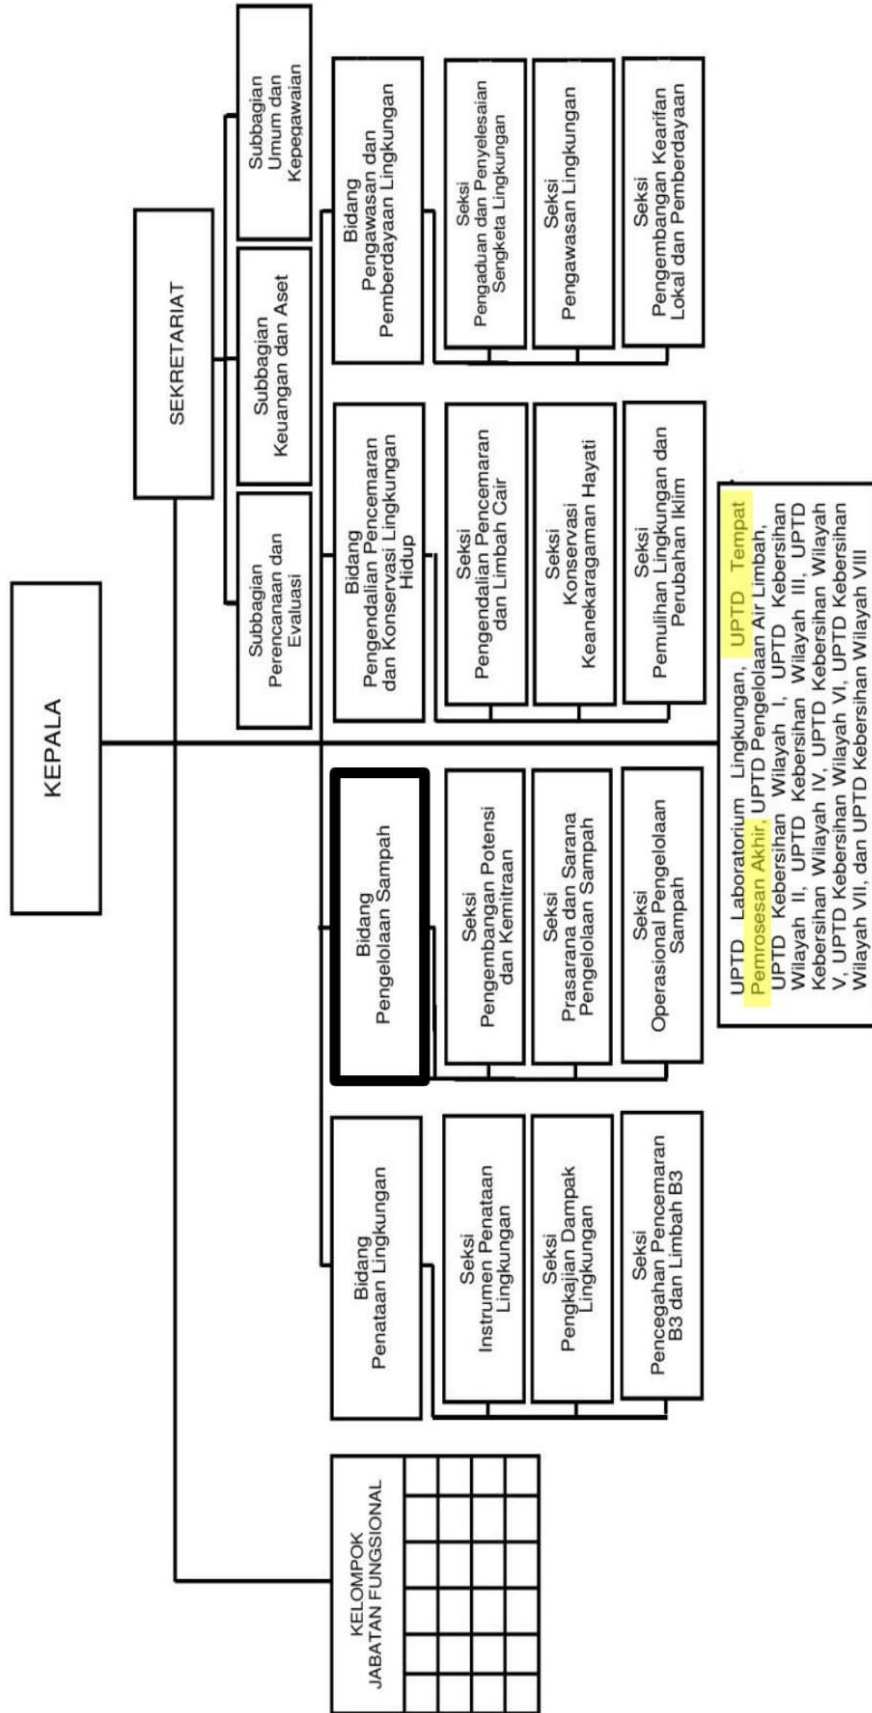 KEPALA
SEKRETARIAT
Subbagian
Perencanaan dan
Evaluasi
Subbagian
Keuangan dan Aset
Subbagian
Umum dan
Kepegawaian
KELOMPOK
JABATAN FUNGSIONAL
Bidang
Penataan Lingkungan
Bidang
Pengelolaan Sampah
Bidang
Pengendalian Pencemaran
dan Konservasi Lingkungan
Hidup
Bidang
Pengawasan dan
Pemberdayaan Lingkungan
Seksi
Instrumen Penataan
Lingkungan
Seksi
Pengkajian Dampak
Lingkungan
Seksi
Pencegahan Pencemaran
B3 dan Limbah B3
Seksi
Pengembangan Potensi
dan Kemitraan
Seksi
Prasarana dan Sarana
Pengelolaan Sampah
Seksi
Operasional Pengelolaan
Sampah
Seksi
Pengendalian Pencemaran
dan Limbah Cair
Seksi
Konservasi
Keanekaragaman Hayati
Seksi
Pemulihan Lingkungan dan
Perubahan Iklim
Seksi
Pengaduan dan Penyelesaian
Sengketa Lingkungan
Seksi
Pengawasan Lingkungan
Seksi
Pengembangan Kearifan
Lokal dan Pemberdayaan
UPTD Laboratorium Lingkungan, UPTD Tempat
Pemrosesan Akhir, UPTD Pengelolaan Air Limbah,
UPTD Kebersihan Wilayah I, UPTD Kebersihan
Wilayah II, UPTD Kebersihan Wilayah III, UPTD
Kebersihan Wilayah IV, UPTD Kebersihan Wilayah
V, UPTD Kebersihan Wilayah VI, UPTD Kebersihan
Wilayah VII, dan UPTD Kebersihan Wilayah VIII